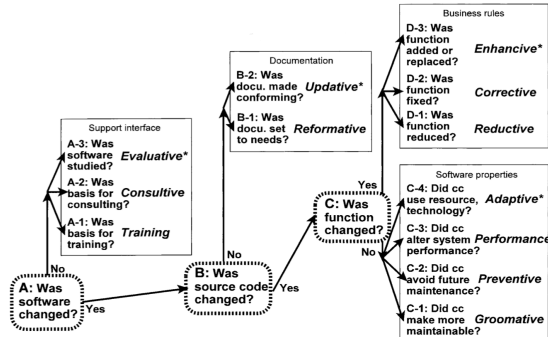 Business rules
D-3: Was
function
added or
replaced?
Enhancive*
D-2: Was
function
fixed?
Corrective
D-1: Was
function
reduced?
Reductive
Documentation
B-2: Was
docu. made
conforming?
Updative*
B-1: Was
docu. set
to needs?
Reformative
Support interface
A-3: Was
software
studied?
Evaluative*
A-2: Was
basis for
consulting?
Consultive
A-1: Was
basis for
training?
Training
Software properties
C-4: Did cc
use resource,
technology?
Adaptive*
C-3: Did cc
alter system
performance?
Performance
C-2: Did cc
avoid future
maintenance?
Preventive
C-1: Did cc
make more
maintainable?
Groomative
Yes
C: Was
function
changed?
No
No
B: Was
source code
changed?
Yes
No
A: Was
software
changed?
Yes